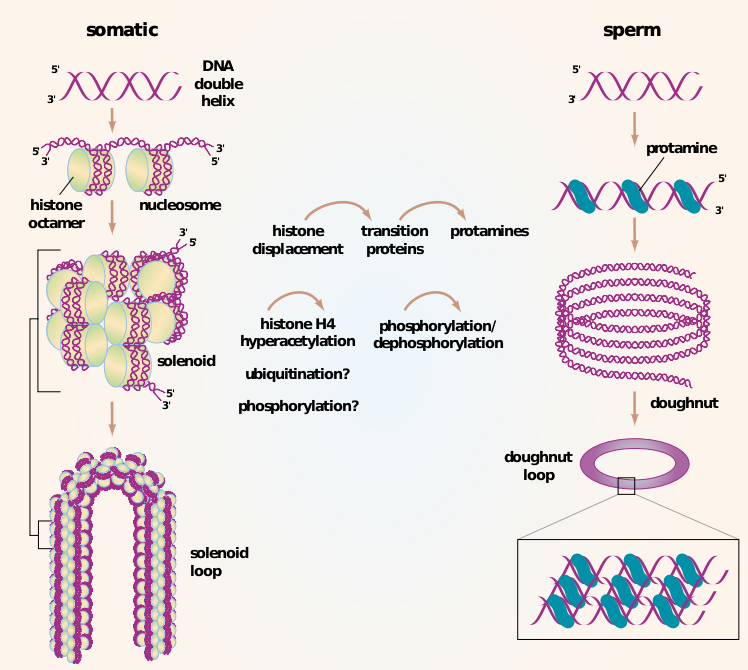 somatic
sperm
5'
3'
DNA
double
helix
5'
3'
5'
3'
3'
5'
histone
octamer
nucleosome
protamine
5'
3'
histone
displacement
transition
proteins
protamines
3'
5'
histone H4
hyperacetylation
phosphorylation/
dephosphorylation
ubiquitination?
phosphorylation?
solenoid
5'
3'
doughnut
doughnut
loop
solenoid
loop